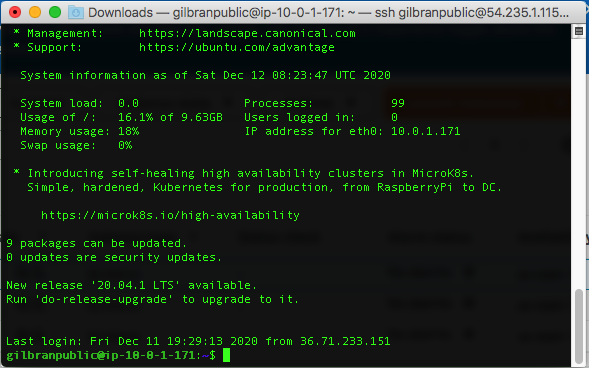 Downloads — gilbranpublic@ip-10-0-1-171: ~ — ssh gilbranpublic@54.235.1.115...
* Management:     https://landscape.canonical.com
* Support:        https://ubuntu.com/advantage
System information as of Sat Dec 12 08:23:47 UTC 2020
System load:  0.0               Processes:           99
Usage of /:   16.1% of 9.63GB   Users logged in:     0
Memory usage: 18%               IP address for eth0: 10.0.1.171
Swap usage:   0%
* Introducing self-healing high availability clusters in MicroK8s.
Simple, hardened, Kubernetes for production, from RaspberryPi to DC.
https://microk8s.io/high-availability
9 packages can be updated.
0 updates are security updates.
New release '20.04.1 LTS' available.
Run 'do-release-upgrade' to upgrade to it.
Last login: Fri Dec 11 19:29:13 2020 from 36.71.233.151
gilbranpublic@ip-10-0-1-171:~$